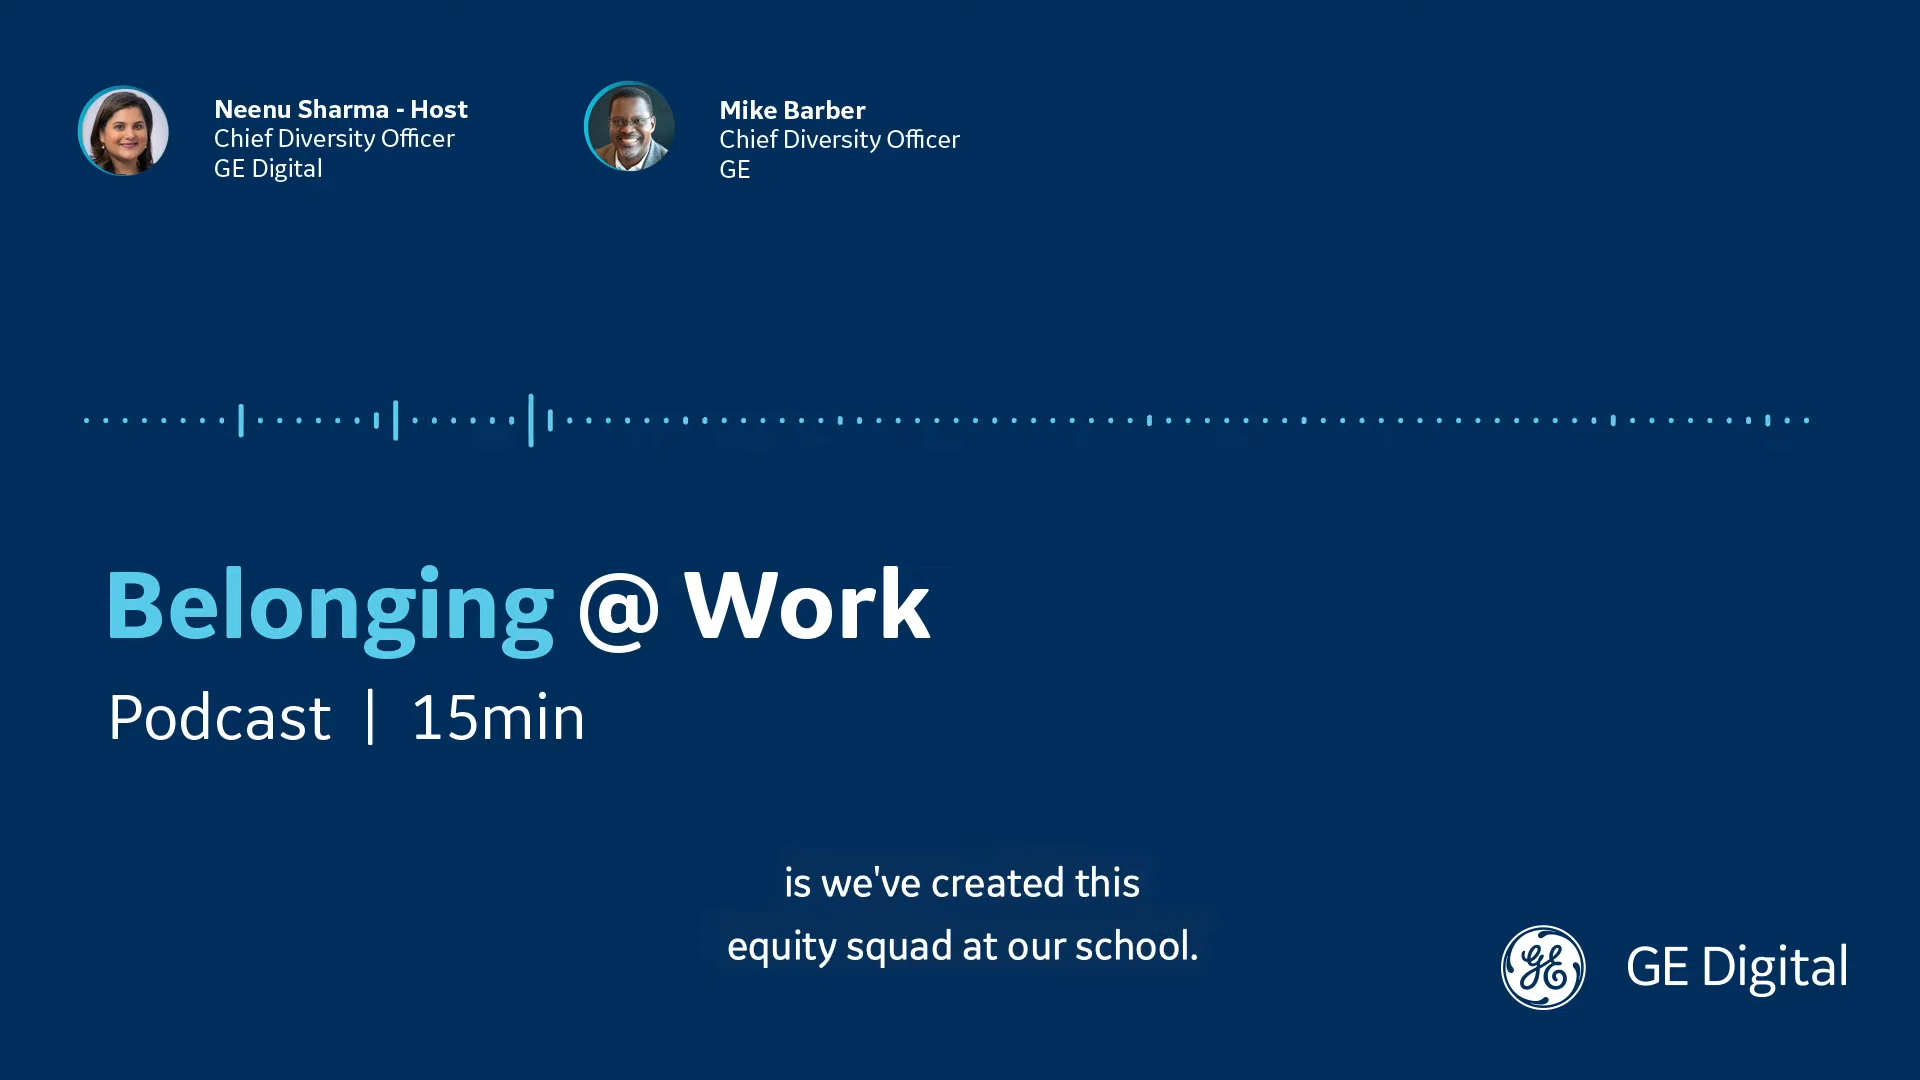 Neenu Sharma - Host
Chief Diversity Officer
GE Digital
Mike Barber
Chief Diversity Officer
GE
Belonging @ Work
Podcast | 15min
is we've created this
equity squad at our school.
GE GE Digital